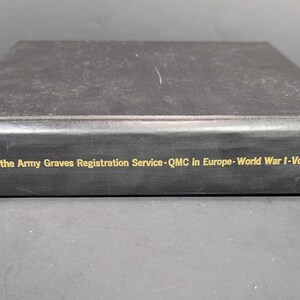 the Army Graves Registration Service-QMC in Europe-World War I-Vo